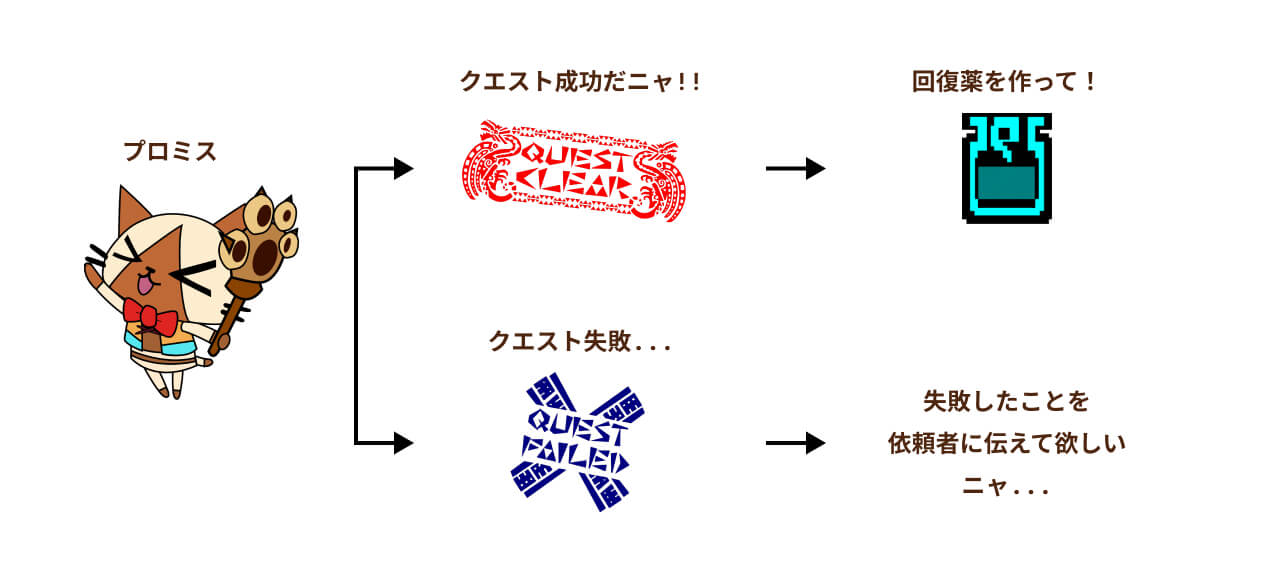 プロミス
クエスト成功だニャ!!
QUEST
CLEAR
回復薬を作って！
クエスト失敗...
QUEST
FAILED
失敗したことを
依頼者に伝えて欲しい
ニャ...